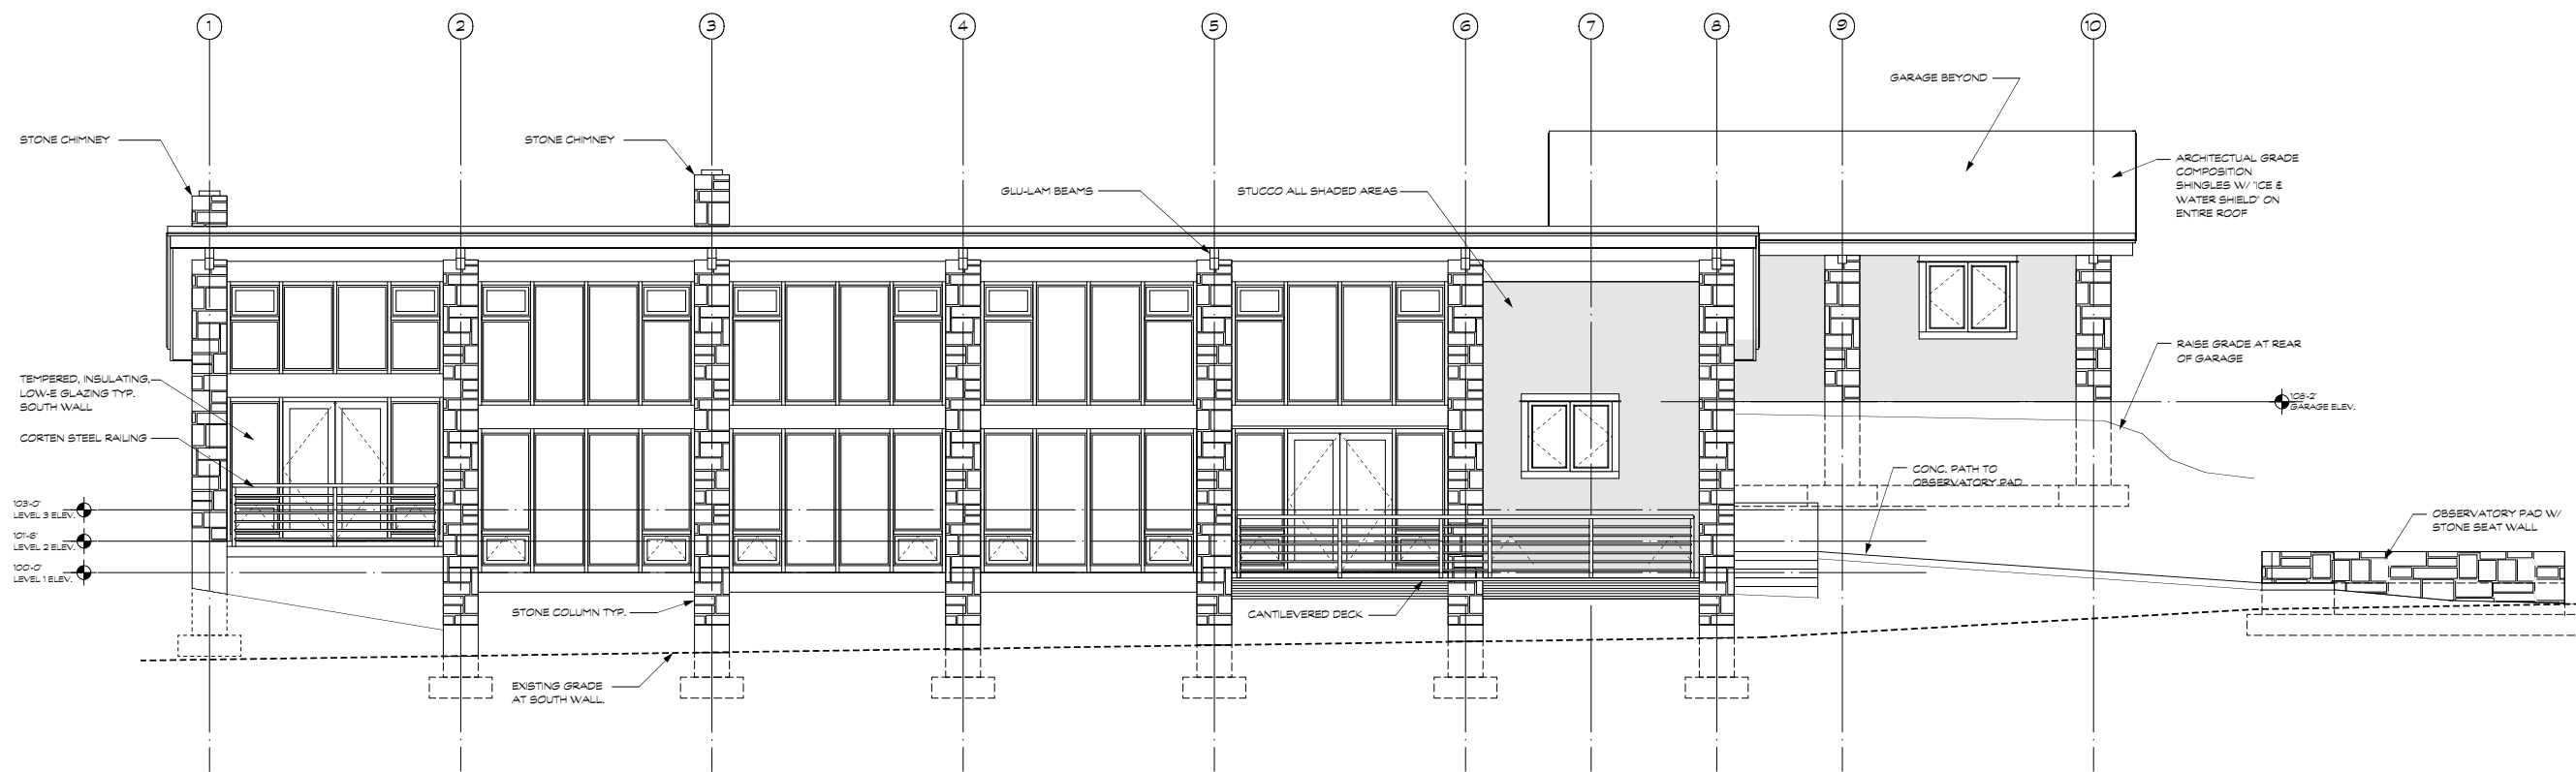 1 2 3 4 5 6 7 8 9 10
GARAGE BEYOND
STONE CHIMNEY
STONE CHIMNEY
ARCHITECTUAL GRADE
COMPOSITION
SHINGLES W/ "ICE &
WATER SHIELD" ON
ENTIRE ROOF
GLU-LAM BEAMS
STUCCO ALL SHADED AREAS
RAISE GRADE AT REAR
OF GARAGE
TEMPERED, INSULATING,
LOW-E GLAZING TYP.
SOUTH WALL
108'-2"
GARAGE ELEV.
CORTEN STEEL RAILING
CONC. PATH TO
OBSERVATORY PAD
103'-0"
LEVEL 3 ELEV.
OBSERVATORY PAD W/
STONE SEAT WALL
101'-6"
LEVEL 2 ELEV.
100'-0"
LEVEL 1 ELEV.
STONE COLUMN TYP.
CANTILEVERED DECK
EXISTING GRADE
AT SOUTH WALL.